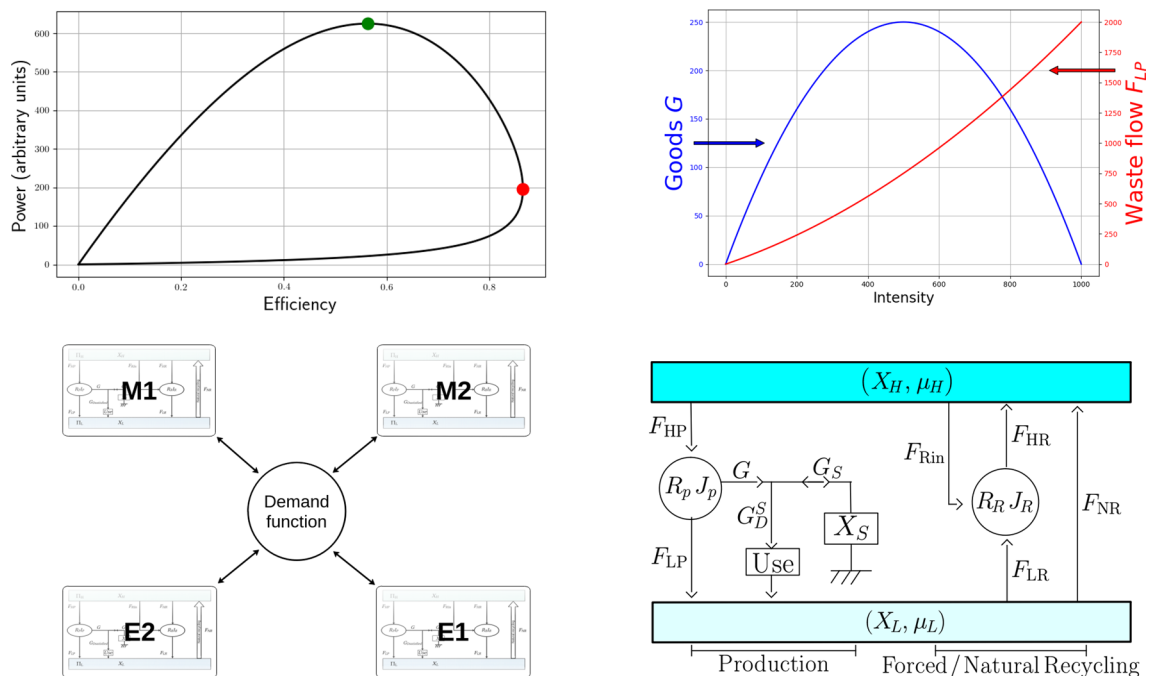 Power (arbitrary units)
600
500
400
300
200
100
0
0.0 0.2 0.4 0.6 0.8
Efficiency
Goods G
250
200
150
100
50
0
0 200 400 600 800 1000
Intensity
2000
1750
1500
1250
1000
750
500
250
0
Waste flow F_LP
M1
M2
Demand
function
E2
E1
(X_H, μ_H)
F_HP
R_p J_p
G
G_S
G_D^S
X_S
Use
F_LP
F_Rin
F_HR
R_R J_R
F_NR
F_LR
(X_L, μ_L)
Production
Forced/Natural Recycling